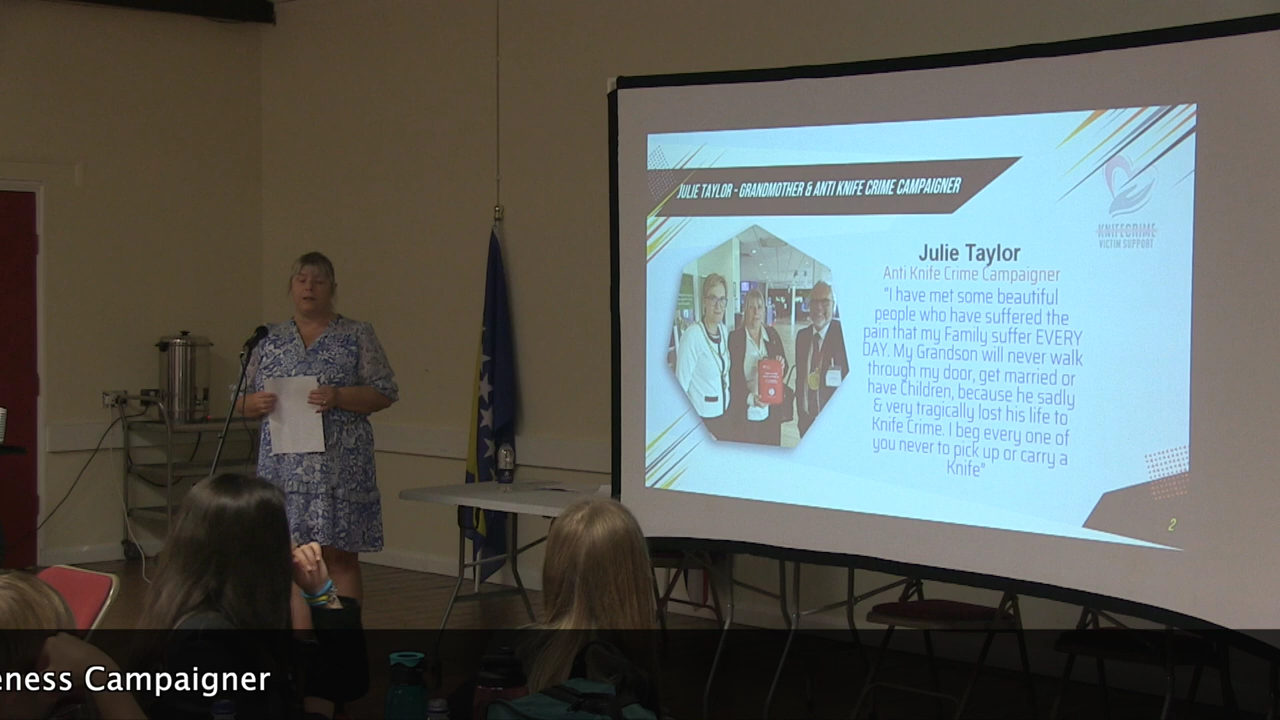 JULIE TAYLOR - GRANDMOTHER & ANTI KNIFE CRIME CAMPAIGNER
KNIFECRIME
VICTIM SUPPORT
Julie Taylor
Anti Knife Crime Campaigner
"I have met some beautiful
people who have suffered the
pain that my Family suffer EVERY
DAY. My Grandson will never walk
through my door, get married or
have Children, because he sadly
& very tragically lost his life to
Knife Crime. I beg every one of
you never to pick up or carry a
Knife"
2
eness Campaigner